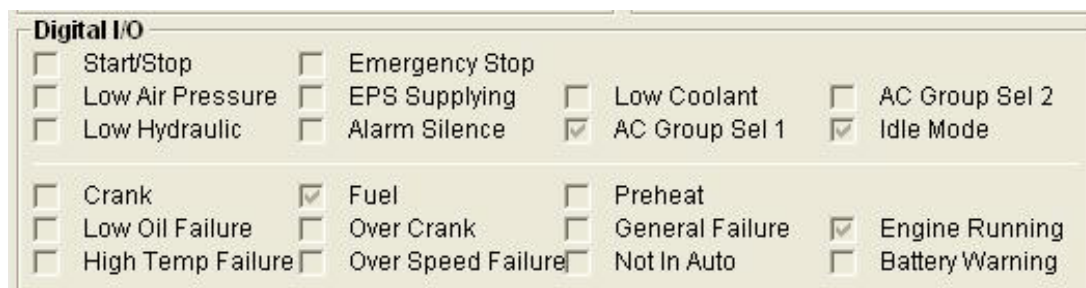 Digital I/O
Start/Stop Emergency Stop
Low Air Pressure EPS Supplying Low Coolant AC Group Sel 2
Low Hydraulic Alarm Silence AC Group Sel 1 Idle Mode
Crank Fuel Preheat
Low Oil Failure Over Crank General Failure Engine Running
High Temp Failure Over Speed Failure Not In Auto Battery Warning